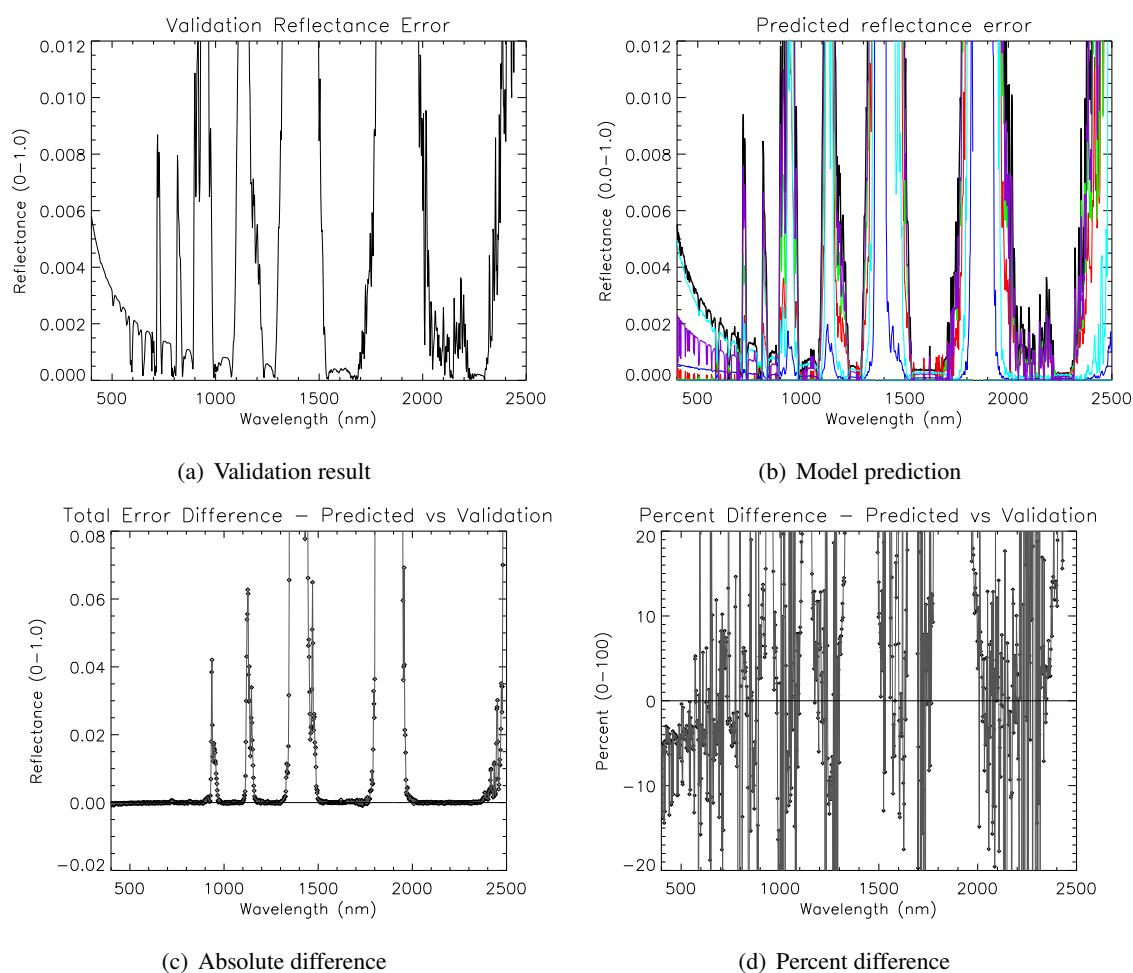 Validation Reflectance Error
Reflectance (0-1.0)
0.012
0.010
0.008
0.006
0.004
0.002
0.000
500 1000 1500 2000 2500
Wavelength (nm)
(a) Validation result
Predicted reflectance error
Reflectance (0.0-1.0)
0.012
0.010
0.008
0.006
0.004
0.002
0.000
500 1000 1500 2000 2500
Wavelength (nm)
(b) Model prediction
Total Error Difference - Predicted vs Validation
Reflectance (0-1.0)
0.08
0.06
0.04
0.02
0.00
-0.02
500 1000 1500 2000 2500
Wavelength (nm)
(c) Absolute difference
Percent Difference - Predicted vs Validation
Percent (0-100)
20
10
0
-10
-20
500 1000 1500 2000 2500
Wavelength (nm)
(d) Percent difference